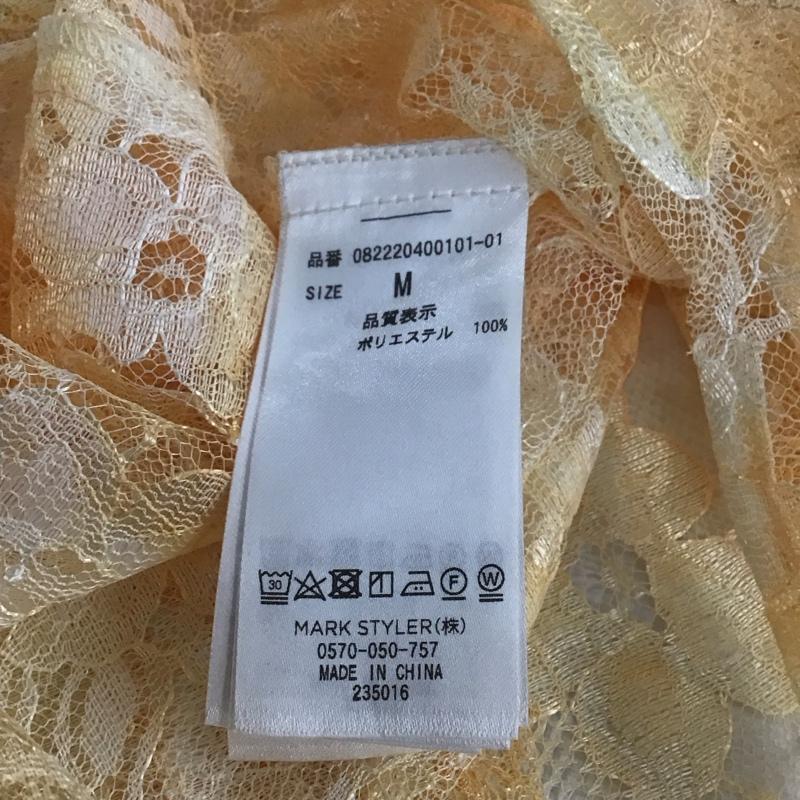 品番 082220400101-01
SIZE M
品質表示
ポリエステル 100%
30 F W
MARK STYLER(株)
0570-050-757
MADE IN CHINA
235016